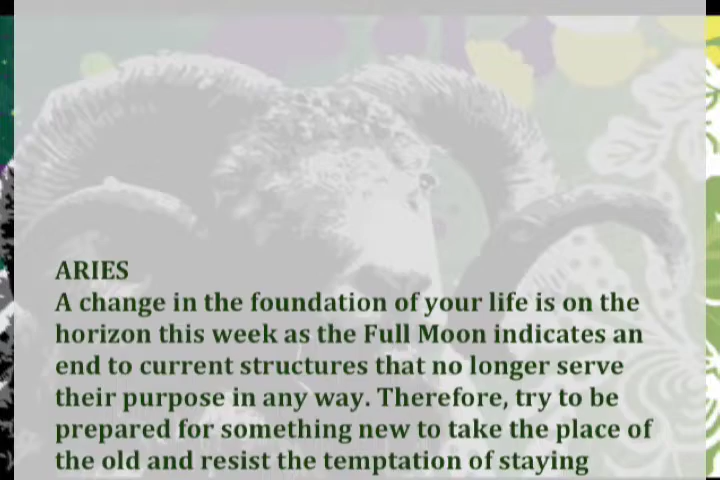 ARIES
A change in the foundation of your life is on the
horizon this week as the Full Moon indicates an
end to current structures that no longer serve
their purpose in any way. Therefore, try to be
prepared for something new to take the place of
the old and resist the temptation of staying